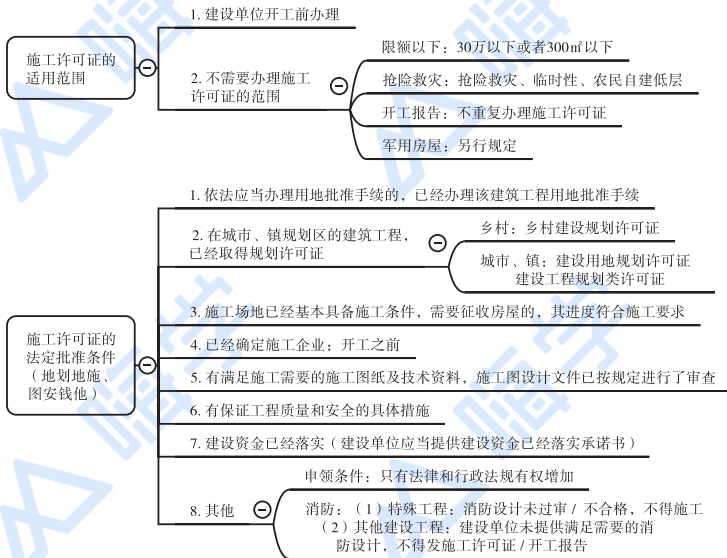 施工许可证的
适用范围
1. 建设单位开工前办理
2. 不需要办理施工
许可证的范围
限额以下：30万以下或者300㎡以下
抢险救灾：抢险救灾、临时性、农民自建低层
开工报告：不重复办理施工许可证
军用房屋：另行规定
施工许可证的
法定批准条件
（地划地施、
图安钱他）
1. 依法应当办理用地批准手续的，已经办理该建筑工程用地批准手续
2. 在城市、镇规划区的建筑工程，
已经取得规划许可证
乡村：乡村建设规划许可证
城市、镇：建设用地规划许可证
建设工程规划类许可证
3. 施工场地已经基本具备施工条件，需要征收房屋的，其进度符合施工要求
4. 已经确定施工企业：开工之前
5. 有满足施工需要的施工图纸及技术资料，施工图设计文件已按规定进行了审查
6. 有保证工程质量和安全的具体措施
7. 建设资金已经落实（建设单位应当提供建设资金已经落实承诺书）
8. 其他
申领条件：只有法律和行政法规有权增加
消防：（1）特殊工程：消防设计未过审 / 不合格，不得施工
（2）其他建设工程：建设单位未提供满足需要的消
防设计，不得发施工许可证 / 开工报告
嗨学
嗨学